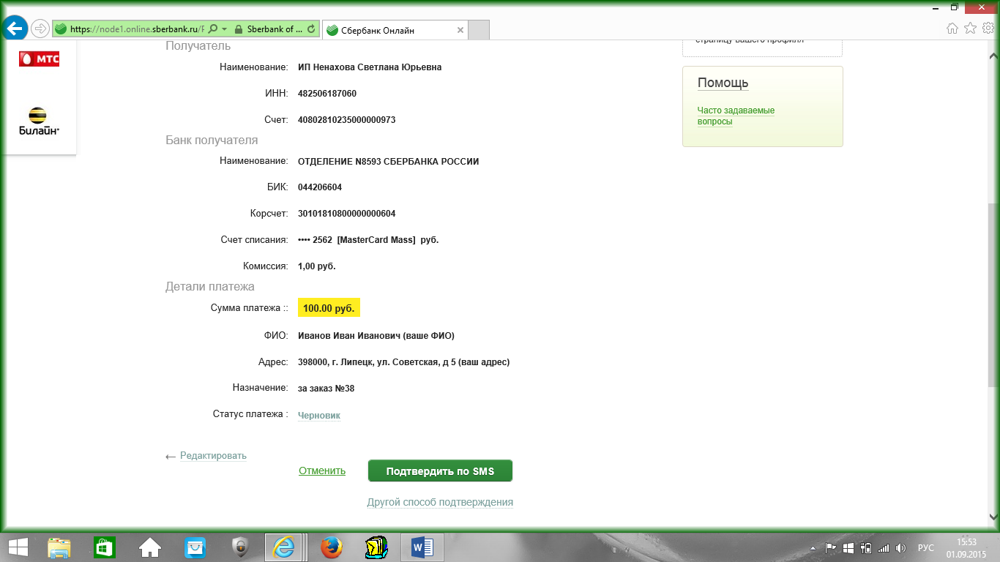 https://node1.online.sberbank.ru/F
Sberbank of ...
Сбербанк Онлайн
МТС
Билайн
страницу вашего профиля
Помощь
Часто задаваемые
вопросы
Получатель
Наименование: ИП Ненахова Светлана Юрьевна
ИНН: 482506187060
Счет: 40802810235000000973
Банк получателя
Наименование: ОТДЕЛЕНИЕ N8593 СБЕРБАНКА РОССИИ
БИК: 044206604
Корсчет: 30101810800000000604
Счет списания: •••• 2562 [MasterCard Mass] руб.
Комиссия: 1,00 руб.
Детали платежа
Сумма платежа :: 100.00 руб.
ФИО: Иванов Иван Иванович (ваше ФИО)
Адрес: 398000, г. Липецк, ул. Советская, д 5 (ваш адрес)
Назначение: за заказ №38
Статус платежа : Черновик
← Редактировать
Отменить
Подтвердить по SMS
Другой способ подтверждения
РУС
15:53
01.09.2015